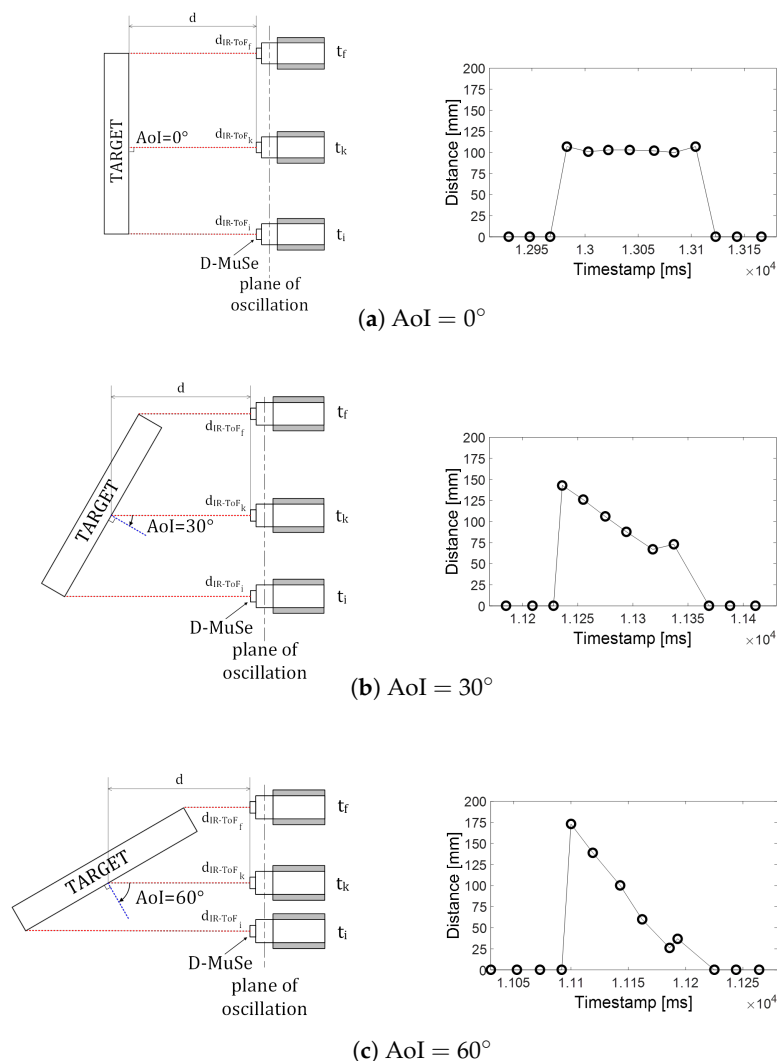 d
d_IR-ToF_f
t_f
TARGET
AoI=0°
d_IR-ToF_k
t_k
d_IR-ToF_i
t_i
D-MuSe
plane of
oscillation
200
175
150
125
100
75
50
25
0
Distance [mm]
1.295 1.3 1.305 1.31 1.315
Timestamp [ms] ×10⁴
(a) AoI = 0°
d
t_f
d_IR-ToF_f
TARGET
d_IR-ToF_k
AoI=30°
t_k
d_IR-ToF_i
t_i
D-MuSe
plane of
oscillation
200
175
150
125
100
75
50
25
0
Distance [mm]
1.12 1.125 1.13 1.135 1.14
Timestamp [ms] ×10⁴
(b) AoI = 30°
d
t_f
d_IR-ToF_f
TARGET
d_IR-ToF_k
AoI=60°
t_k
d_IR-ToF_i
t_i
D-MuSe
plane of
oscillation
200
175
150
125
100
75
50
25
0
Distance [mm]
1.105 1.11 1.115 1.12 1.125
Timestamp [ms] ×10⁴
(c) AoI = 60°